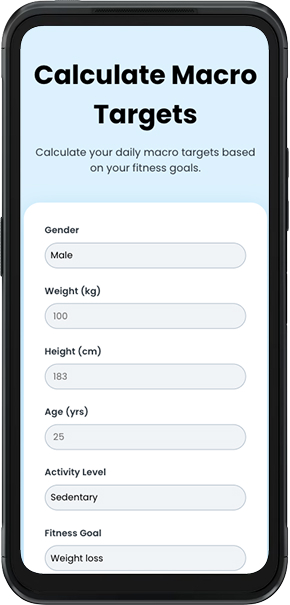 Calculate Macro
Targets
Calculate your daily macro targets based
on your fitness goals.
Gender
Male
Weight (kg)
100
Height (cm)
183
Age (yrs)
25
Activity Level
Sedentary
Fitness Goal
Weight loss